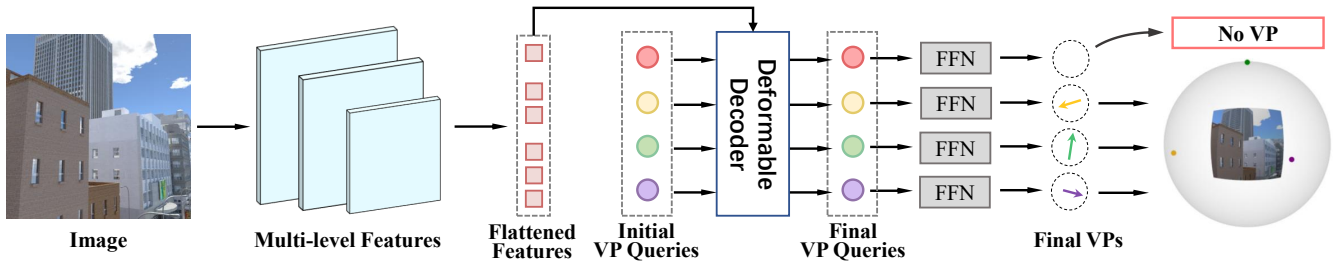 No VP
Deformable
Decoder
FFN
FFN
FFN
FFN
Image
Multi-level Features
Flattened
Features
Initial
VP Queries
Final
VP Queries
Final VPs